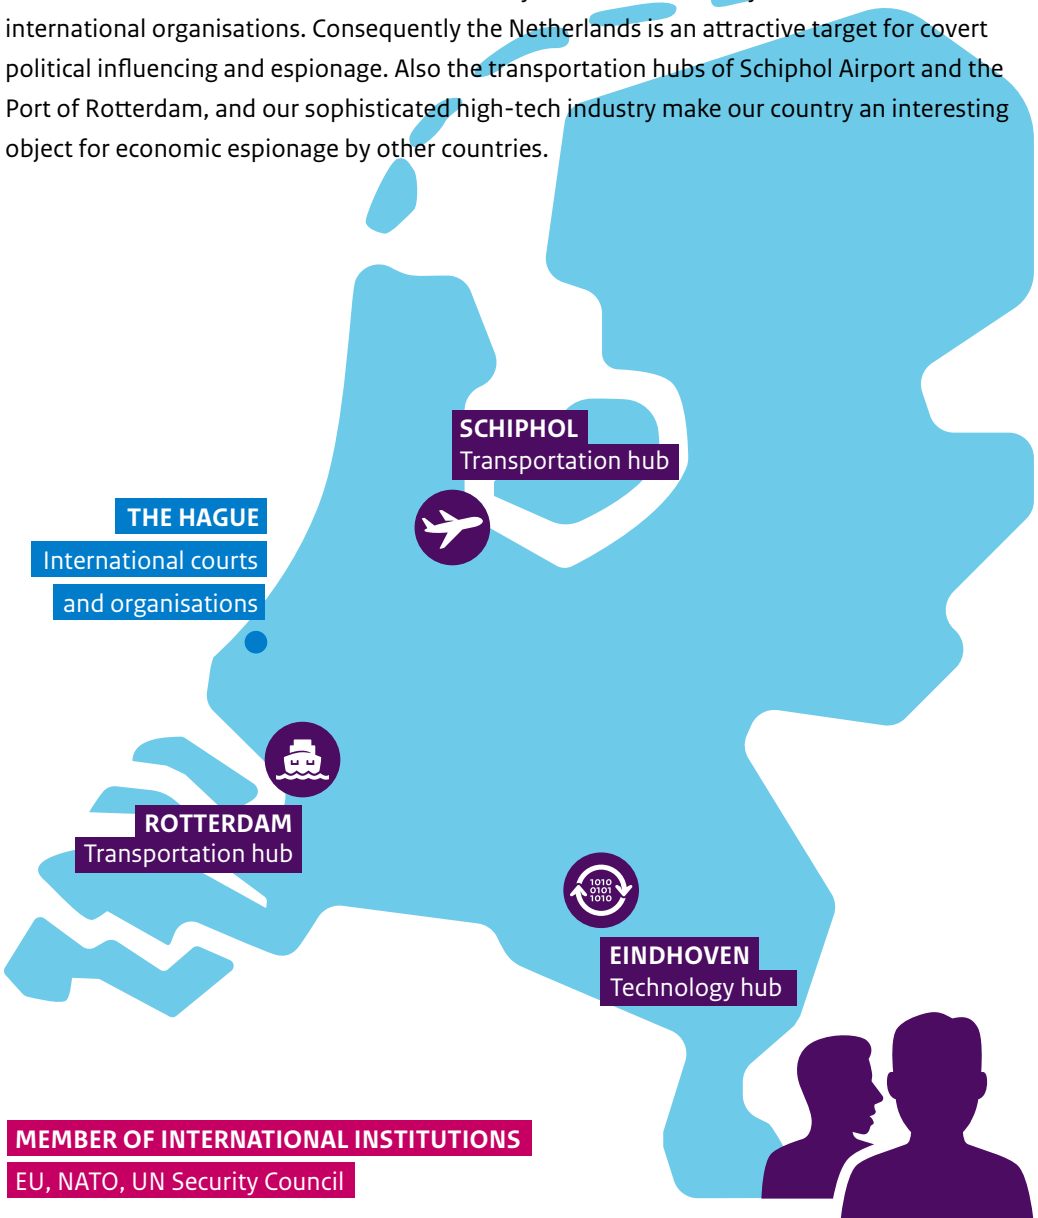 international organisations. Consequently the Netherlands is an attractive target for covert
political influencing and espionage. Also the transportation hubs of Schiphol Airport and the
Port of Rotterdam, and our sophisticated high-tech industry make our country an interesting
object for economic espionage by other countries.
SCHIPHOL
Transportation hub
THE HAGUE
International courts
and organisations
ROTTERDAM
Transportation hub
1010
0101
1010
EINDHOVEN
Technology hub
MEMBER OF INTERNATIONAL INSTITUTIONS
EU, NATO, UN Security Council